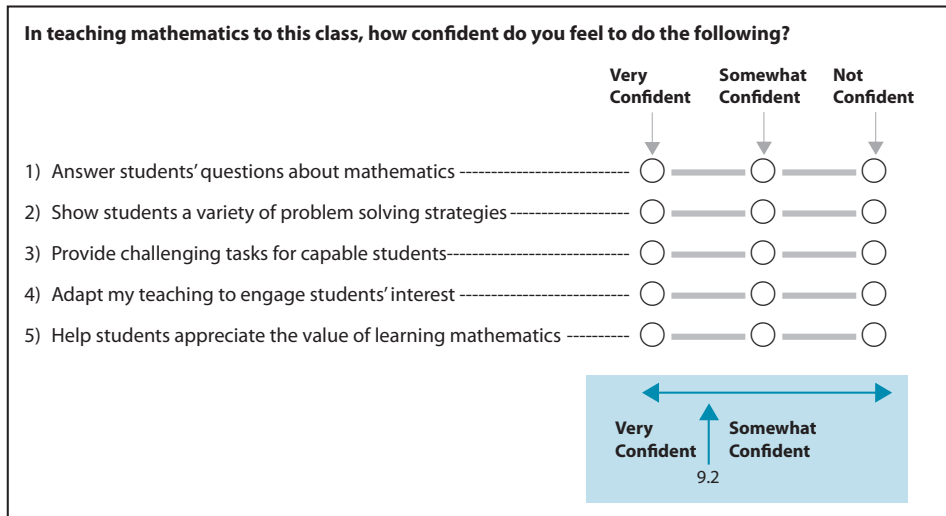 In teaching mathematics to this class, how confident do you feel to do the following?
Very Confident
Somewhat Confident
Not Confident
1) Answer students' questions about mathematics
2) Show students a variety of problem solving strategies
3) Provide challenging tasks for capable students
4) Adapt my teaching to engage students' interest
5) Help students appreciate the value of learning mathematics
Very Confident
Somewhat Confident
9.2